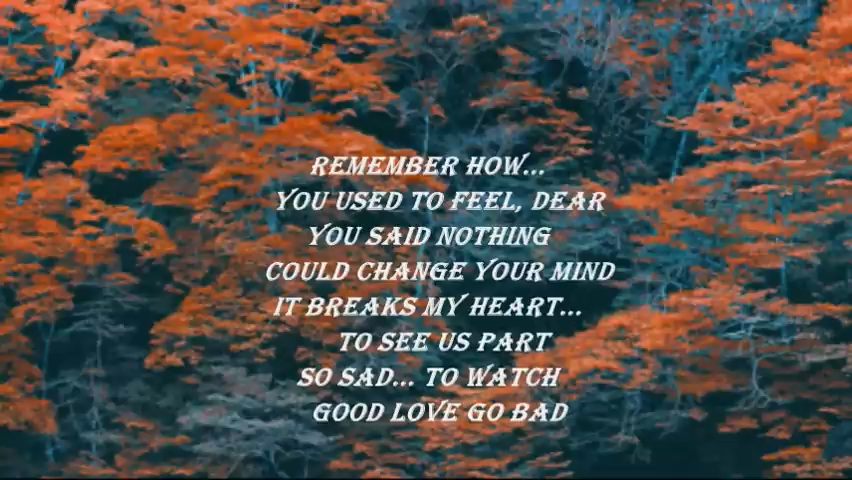 REMEMBER HOW...
YOU USED TO FEEL, DEAR
YOU SAID NOTHING
COULD CHANGE YOUR MIND
IT BREAKS MY HEART...
TO SEE US PART
SO SAD... TO WATCH
GOOD LOVE GO BAD